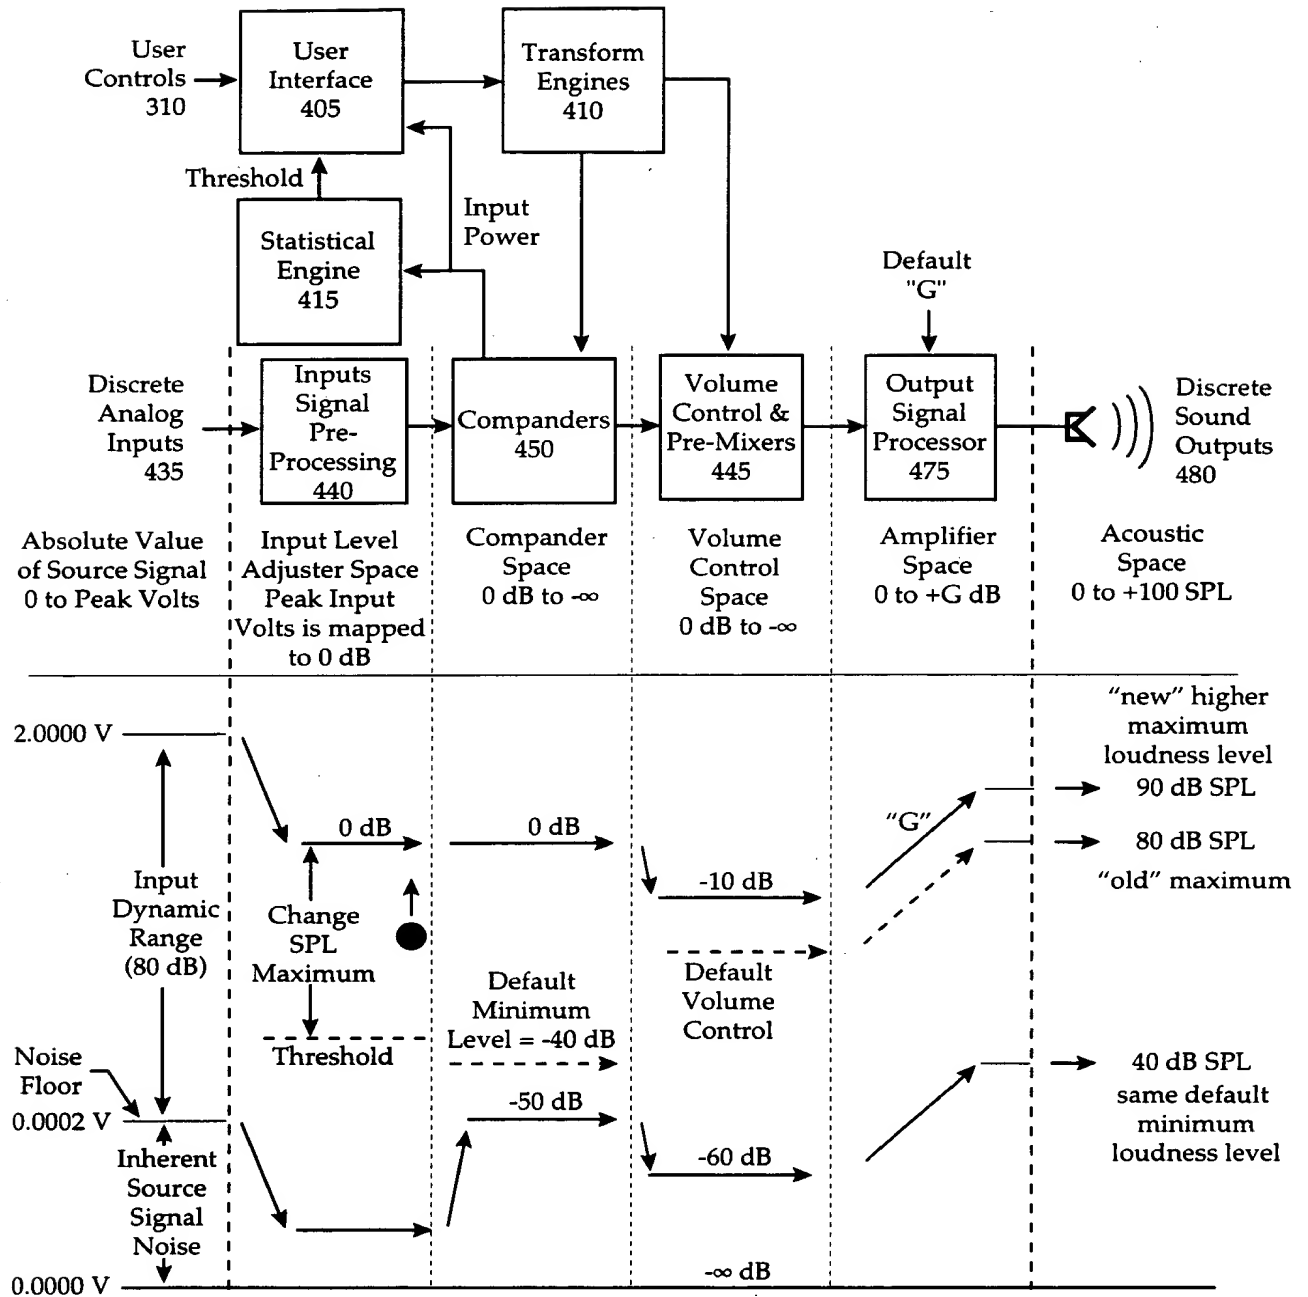 User
Controls
310
User
Interface
405
Transform
Engines
410
Threshold
Input
Power
Statistical
Engine
415
Default
"G"
Discrete
Analog
Inputs
435
Inputs
Signal
Pre-
Processing
440
Companders
450
Volume
Control &
Pre-Mixers
445
Output
Signal
Processor
475
Discrete
Sound
Outputs
480
Absolute Value
of Source Signal
0 to Peak Volts
Input Level
Adjuster Space
Peak Input
Volts is mapped
to 0 dB
Compander
Space
0 dB to -∞
Volume
Control
Space
0 dB to -∞
Amplifier
Space
0 to +G dB
Acoustic
Space
0 to +100 SPL
2.0000 V
Input
Dynamic
Range
(80 dB)
Noise
Floor
0.0002 V
Inherent
Source
Signal
Noise
0.0000 V
0 dB
Change
SPL
Maximum
Threshold
0 dB
Default
Minimum
Level = -40 dB
-50 dB
-10 dB
Default
Volume
Control
-60 dB
-∞ dB
"G"
"new" higher
maximum
loudness level
90 dB SPL
80 dB SPL
"old" maximum
40 dB SPL
same default
minimum
loudness level